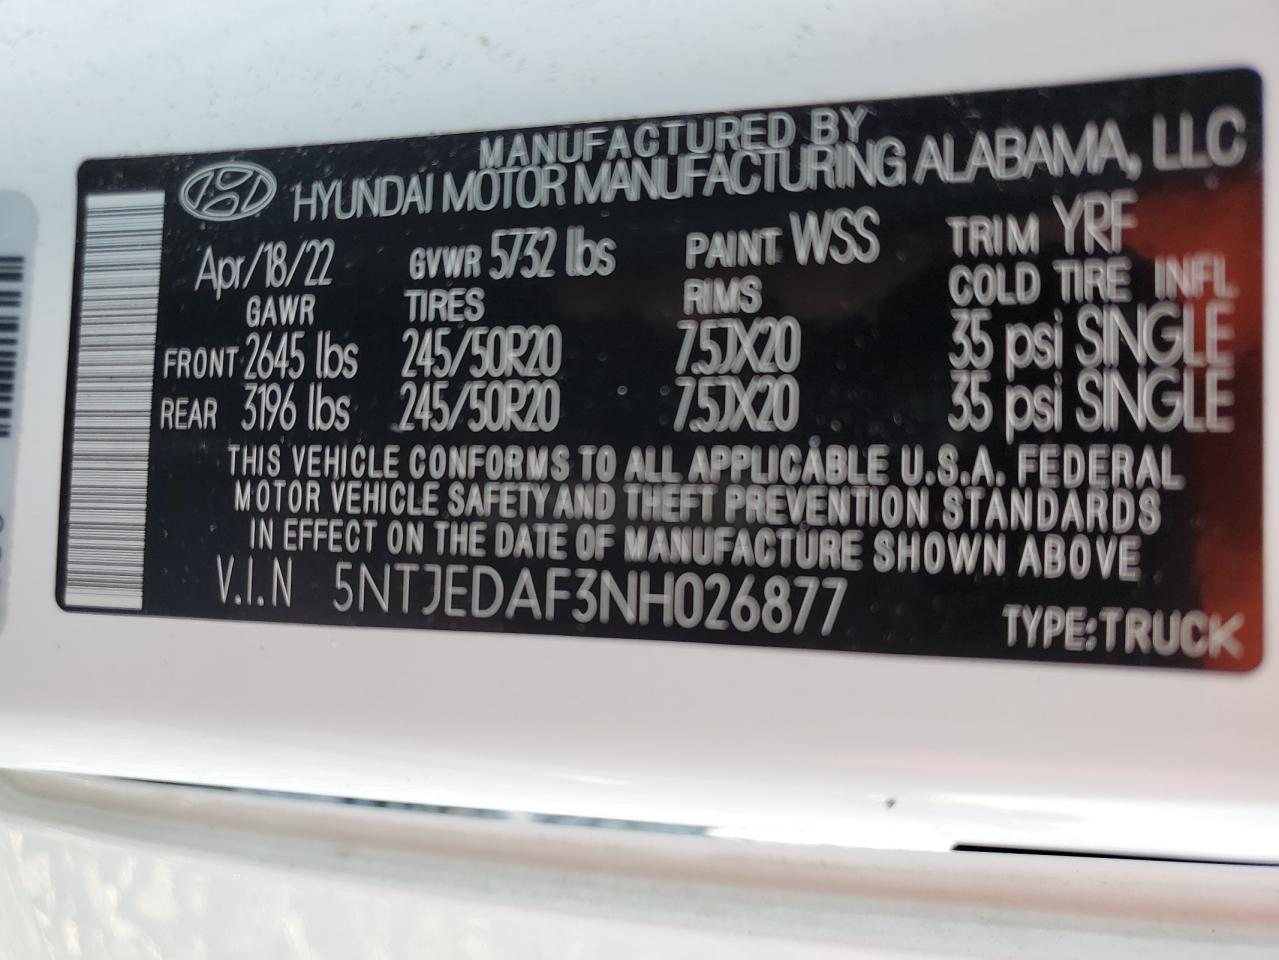 MANUFACTURED BY
HYUNDAI MOTOR MANUFACTURING ALABAMA, LLC
Apr/18/22 GVWR 5732 lbs PAINT WSS TRIM YRF
GAWR TIRES RIMS COLD TIRE INFL
FRONT 2645 lbs 245/50R20 7.5JX20 35 psi SINGLE
REAR 3196 lbs 245/50R20 7.5JX20 35 psi SINGLE
THIS VEHICLE CONFORMS TO ALL APPLICABLE U.S.A. FEDERAL
MOTOR VEHICLE SAFETY AND THEFT PREVENTION STANDARDS
IN EFFECT ON THE DATE OF MANUFACTURE SHOWN ABOVE
V.I.N 5NTJEDAF3NH026877
TYPE:TRUCK